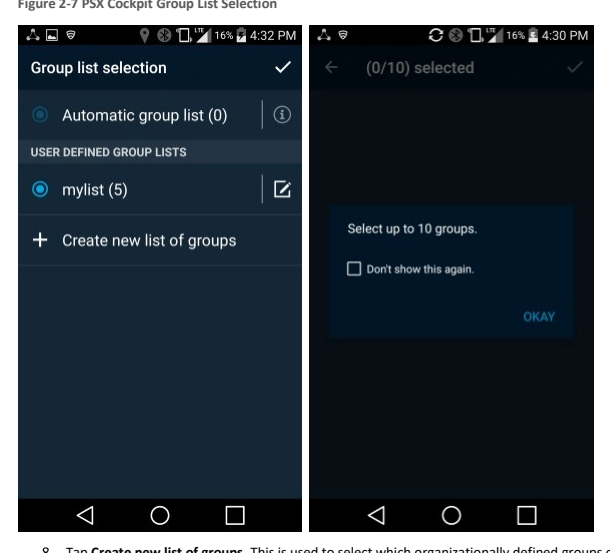 Figure 2-7 PSX Cockpit Group List Selection
LTE 16% 4:32 PM
Group list selection
Automatic group list (0)
USER DEFINED GROUP LISTS
mylist (5)
Create new list of groups
LTE 16% 4:30 PM
(0/10) selected
Select up to 10 groups.
Don't show this again.
OKAY
8. Tap Create new list of groups. This is used to select which organizationally defined groups